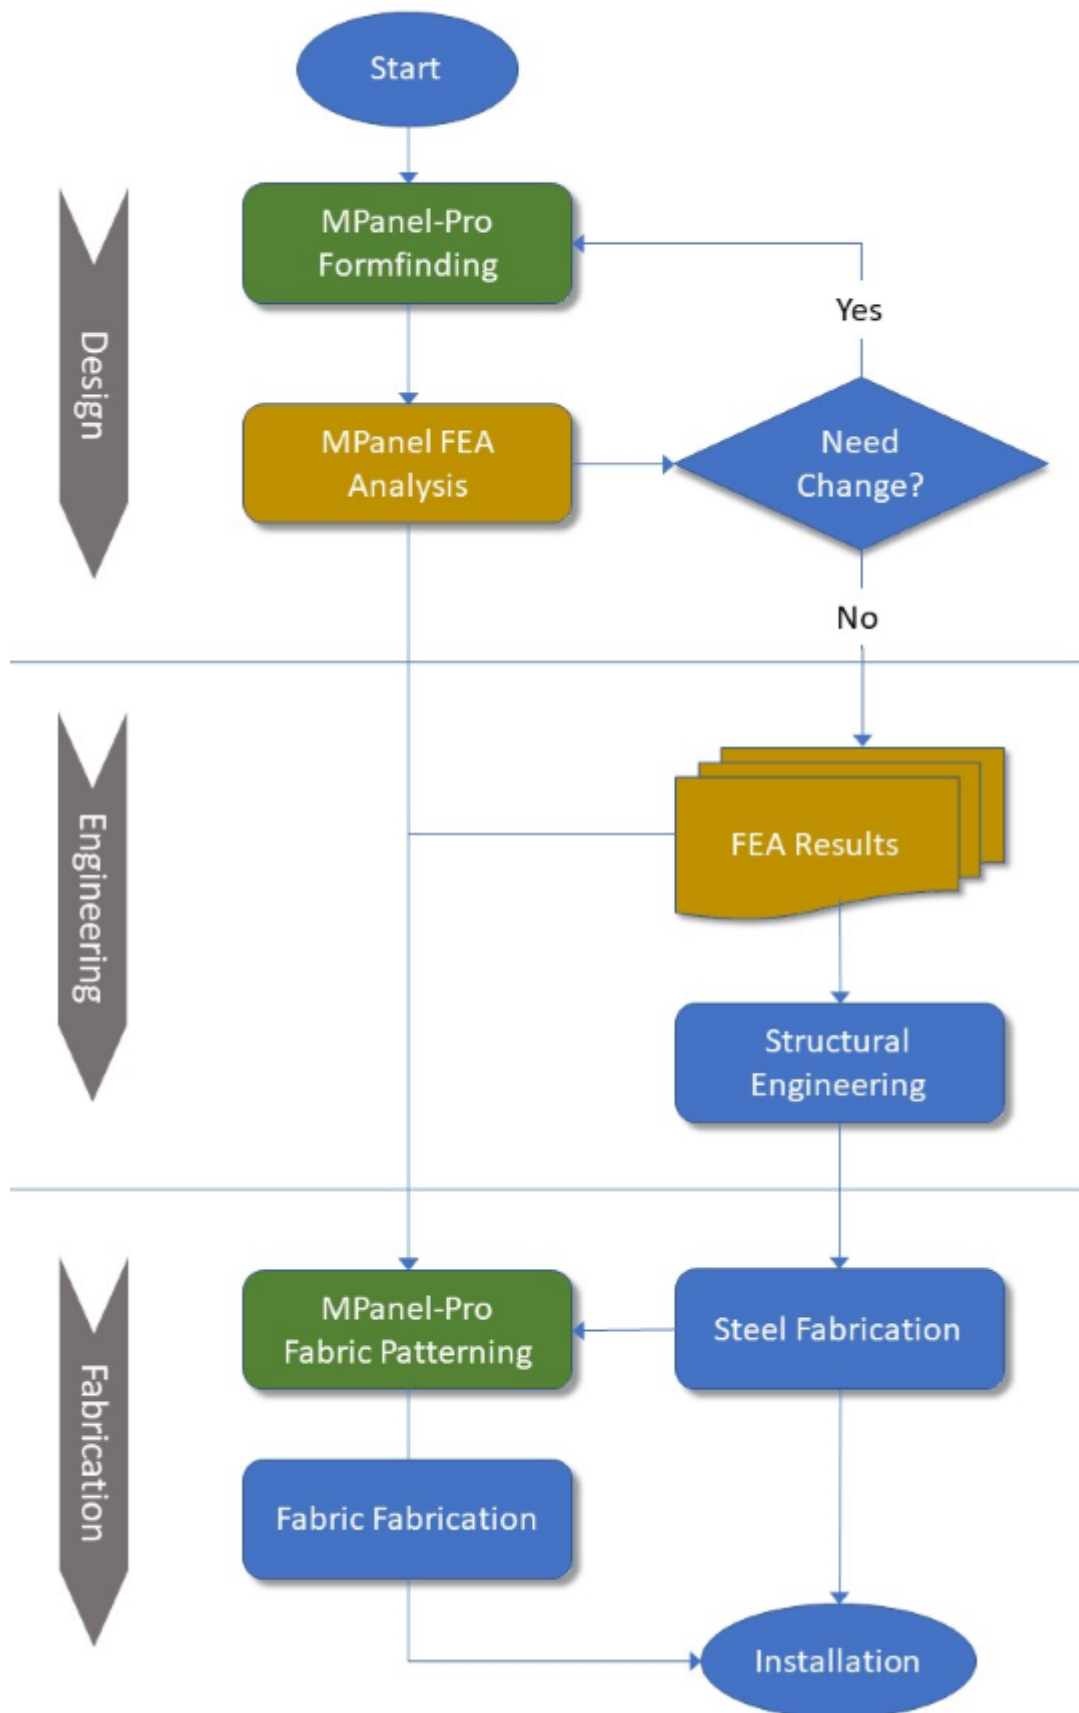 Start
Design
MPanel-Pro
Formfinding
Yes
MPanel FEA
Analysis
Need
Change?
No
Engineering
FEA Results
Structural
Engineering
Fabrication
MPanel-Pro
Fabric Patterning
Steel Fabrication
Fabric Fabrication
Installation